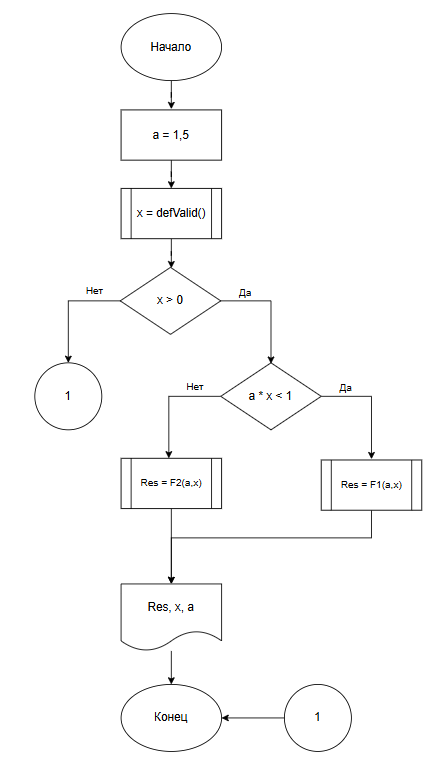 Начало
a = 1,5
x = defValid()
x > 0
Нет
Да
1
a * x < 1
Нет
Да
Res = F2(a,x)
Res = F1(a,x)
Res, x, a
Конец
1